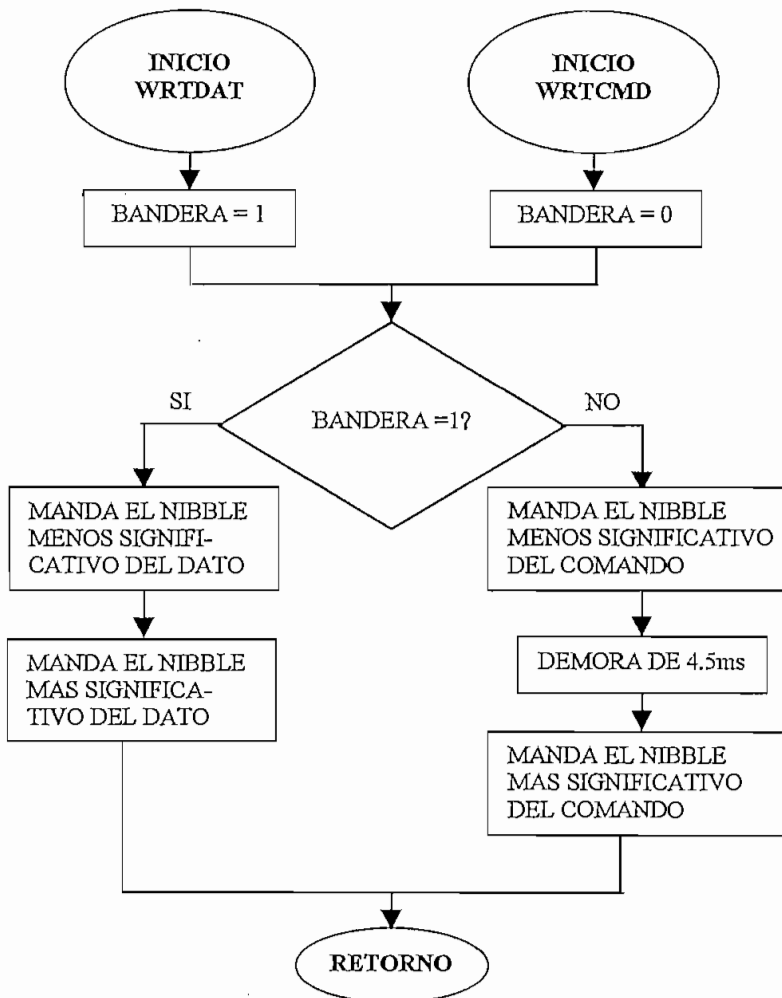 INICIO
WRTDAT
INICIO
WRTCMD
BANDERA = 1
BANDERA = 0
BANDERA =1?
SI
NO
MANDA EL NIBBLE
MENOS SIGNIFI-
CATIVO DEL DATO
MANDA EL NIBBLE
MENOS SIGNIFICATIVO
DEL COMANDO
MANDA EL NIBBLE
MAS SIGNIFICA-
TIVO DEL DATO
DEMORA DE 4.5ms
MANDA EL NIBBLE
MAS SIGNIFICATIVO
DEL COMANDO
RETORNO